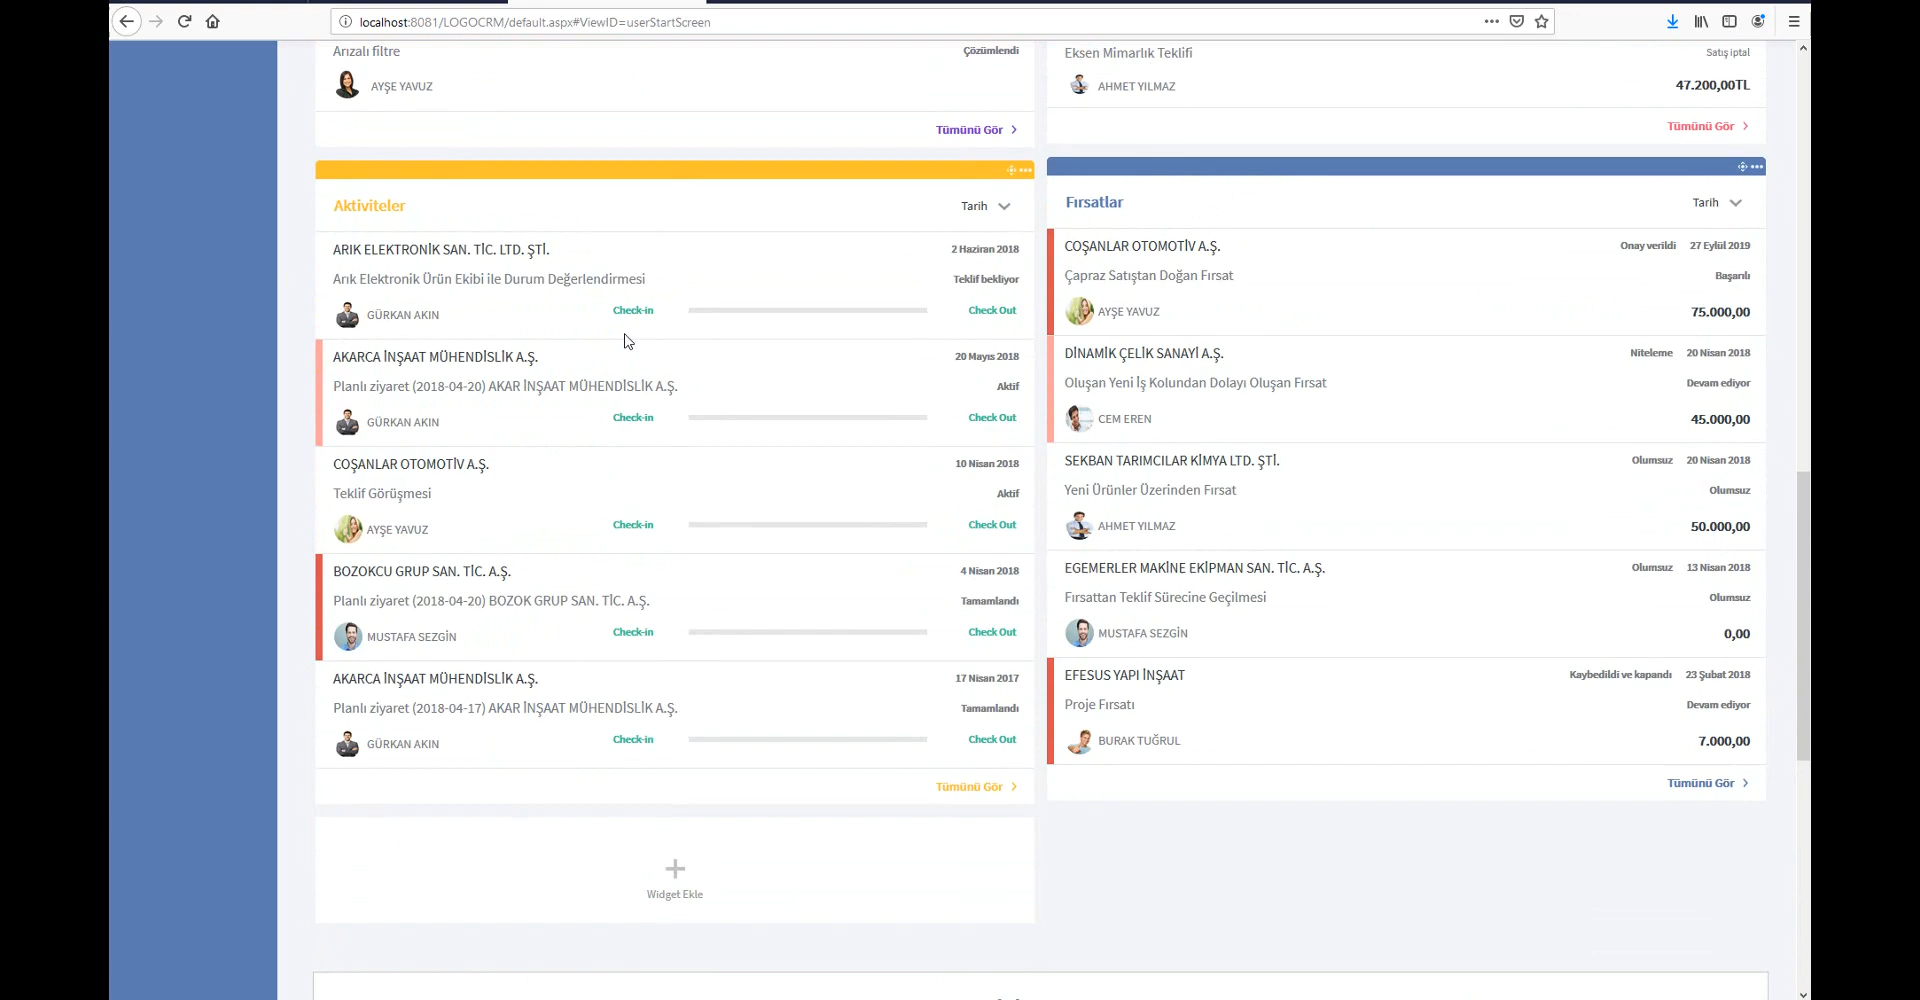 localhost:8081/LOGOCRM/default.aspx#ViewID=userStartScreen
Arızalı filtre Çözümlendi
AYŞE YAVUZ
Tümünü Gör
Eksen Mimarlık Teklifi Satış iptal
AHMET YILMAZ 47.200,00TL
Tümünü Gör
Aktiviteler Tarih
ARIK ELEKTRONİK SAN. TİC. LTD. ŞTİ. 2 Haziran 2018
Arık Elektronik Ürün Ekibi ile Durum Değerlendirmesi Teklif bekliyor
GÜRKAN AKIN Check-in Check Out
AKARCA İNŞAAT MÜHENDİSLİK A.Ş. 20 Mayıs 2018
Planlı ziyaret (2018-04-20) AKAR İNŞAAT MÜHENDİSLİK A.Ş. Aktif
GÜRKAN AKIN Check-in Check Out
COŞANLAR OTOMOTİV A.Ş. 10 Nisan 2018
Teklif Görüşmesi Aktif
AYŞE YAVUZ Check-in Check Out
BOZOKCU GRUP SAN. TİC. A.Ş. 4 Nisan 2018
Planlı ziyaret (2018-04-20) BOZOK GRUP SAN. TİC. A.Ş. Tamamlandı
MUSTAFA SEZGİN Check-in Check Out
AKARCA İNŞAAT MÜHENDİSLİK A.Ş. 17 Nisan 2017
Planlı ziyaret (2018-04-17) AKAR İNŞAAT MÜHENDİSLİK A.Ş. Tamamlandı
GÜRKAN AKIN Check-in Check Out
Tümünü Gör
Widget Ekle
Fırsatlar Tarih
COŞANLAR OTOMOTİV A.Ş. Onay verildi 27 Eylül 2019
Çapraz Satıştan Doğan Fırsat Başarılı
AYŞE YAVUZ 75.000,00
DİNAMİK ÇELİK SANAYİ A.Ş. Niteleme 20 Nisan 2018
Oluşan Yeni İş Kolundan Dolayı Oluşan Fırsat Devam ediyor
CEM EREN 45.000,00
SEKBAN TARIMCILAR KİMYA LTD. ŞTİ. Olumsuz 20 Nisan 2018
Yeni Ürünler Üzerinden Fırsat Olumsuz
AHMET YILMAZ 50.000,00
EGEMERLER MAKİNE EKİPMAN SAN. TİC. A.Ş. Olumsuz 13 Nisan 2018
Fırsattan Teklif Sürecine Geçilmesi Olumsuz
MUSTAFA SEZGİN 0,00
EFESUS YAPI İNŞAAT Kaybedildi ve kapandı 23 Şubat 2018
Proje Fırsatı Devam ediyor
BURAK TUĞRUL 7.000,00
Tümünü Gör